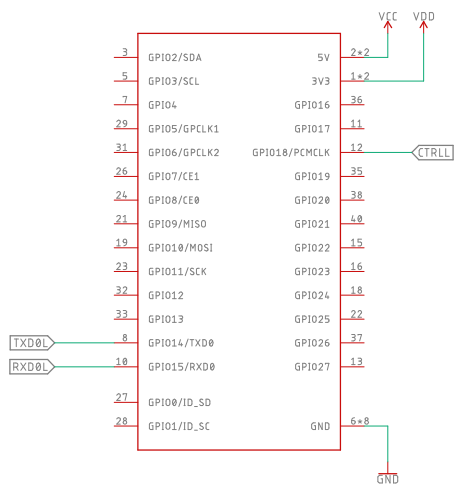 VCC VDD
3 GPIO2/SDA 5V 2*2
5 GPIO3/SCL 3V3 1*2
7 GPIO4 GPIO16 36
29 GPIO5/GPCLK1 GPIO17 11
31 GPIO6/GPCLK2 GPIO18/PCMCLK 12 CTRLL
26 GPIO7/CE1 GPIO19 35
24 GPIO8/CE0 GPIO20 38
21 GPIO9/MISO GPIO21 40
19 GPIO10/MOSI GPIO22 15
23 GPIO11/SCK GPIO23 16
32 GPIO12 GPIO24 18
33 GPIO13 GPIO25 22
TXD0L 8 GPIO14/TXD0 GPIO26 37
RXD0L 10 GPIO15/RXD0 GPIO27 13
27 GPIO0/ID_SD
28 GPIO1/ID_SC GND 6*8
GND